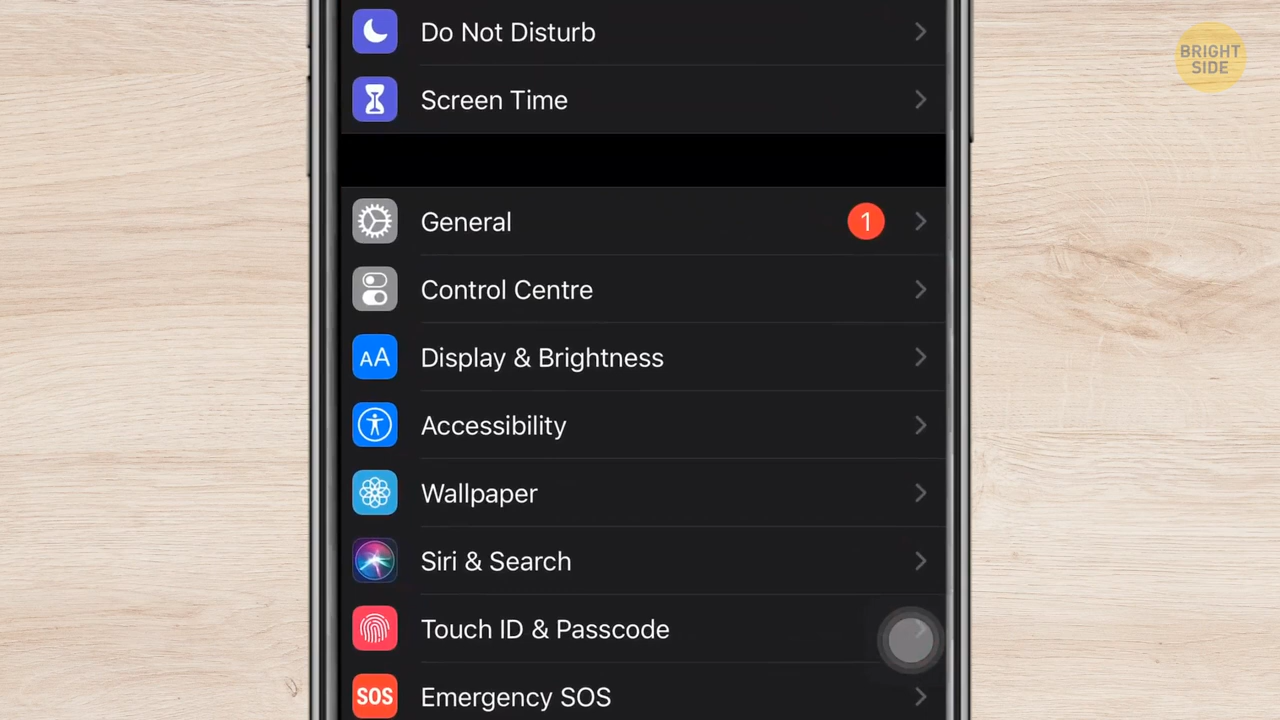 Do Not Disturb
BRIGHT
SIDE
Screen Time
General 1
Control Centre
AA Display & Brightness
Accessibility
Wallpaper
Siri & Search
Touch ID & Passcode
SOS Emergency SOS